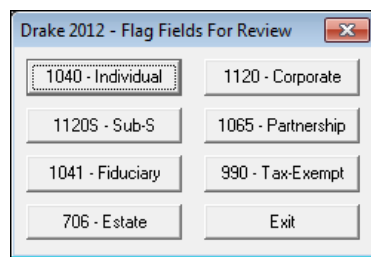 Drake 2012 - Flag Fields For Review
1040 - Individual
1120 - Corporate
1120S - Sub-S
1065 - Partnership
1041 - Fiduciary
990 - Tax-Exempt
706 - Estate
Exit